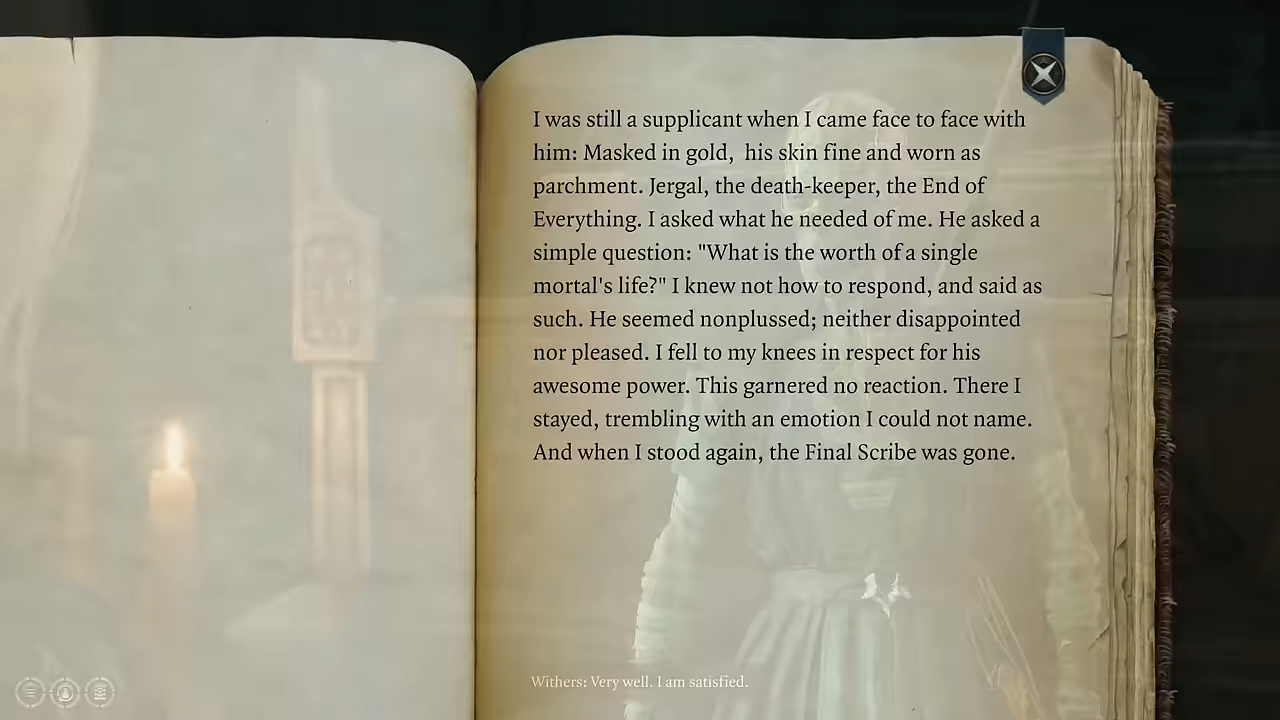 I was still a supplicant when I came face to face with
him: Masked in gold,  his skin fine and worn as
parchment. Jergal, the death-keeper, the End of
Everything. I asked what he needed of me. He asked a
simple question: "What is the worth of a single
mortal's life?" I knew not how to respond, and said as
such. He seemed nonplussed; neither disappointed
nor pleased. I fell to my knees in respect for his
awesome power. This garnered no reaction. There I
stayed, trembling with an emotion I could not name.
And when I stood again, the Final Scribe was gone.
Withers: Very well. I am satisfied.